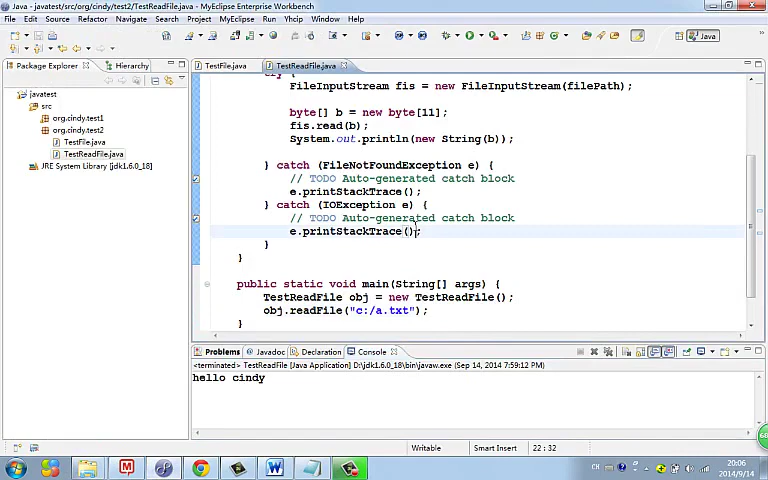 Java - javatest/src/org/cindy/test2/TestReadFile.java - MyEclipse Enterprise Workbench
File Edit Source Refactor Navigate Search Project MyEclipse Run YiCha Window Help
Java
Package Explorer Hierarchy
javatest
src
org.cindy.test1
org.cindy.test2
TestFile.java
TestReadFile.java
JRE System Library [jdk1.6.0_18]
TestFile.java TestReadFile.java
try {
FileInputStream fis = new FileInputStream(filePath);
byte[] b = new byte[11];
fis.read(b);
System.out.println(new String(b));
} catch (FileNotFoundException e) {
// TODO Auto-generated catch block
e.printStackTrace();
} catch (IOException e) {
// TODO Auto-generated catch block
e.printStackTrace();
}
}
public static void main(String[] args) {
TestReadFile obj = new TestReadFile();
obj.readFile("c:/a.txt");
}
Problems Javadoc Declaration Console
<terminated> TestReadFile [Java Application] D:\jdk1.6.0_18\bin\javaw.exe (Sep 14, 2014 7:59:12 PM)
hello cindy
Writable Smart Insert 22 : 32
CH
20:06
2014/9/14